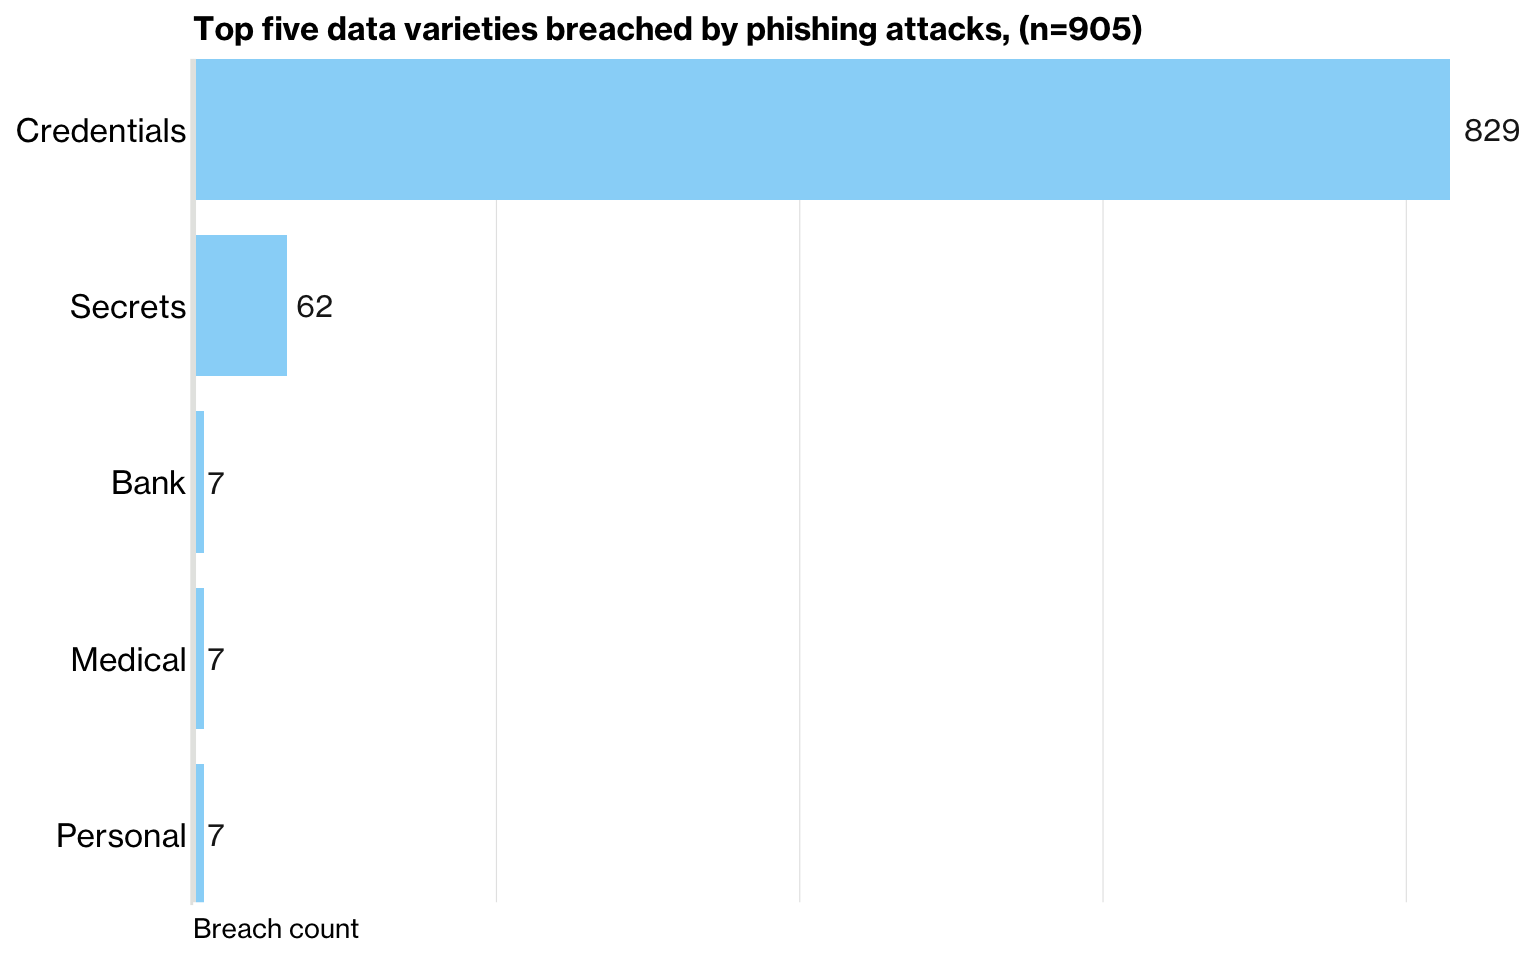 Top five data varieties breached by phishing attacks, (n=905)
Credentials 829
Secrets 62
Bank 7
Medical 7
Personal 7
Breach count